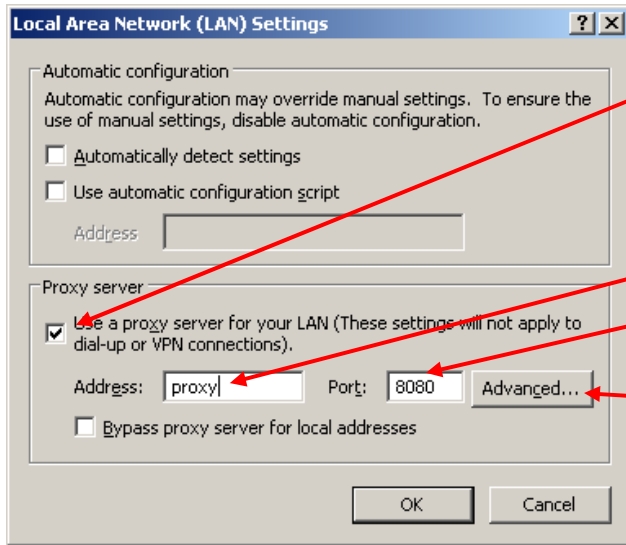 Local Area Network (LAN) Settings
Automatic configuration
Automatic configuration may override manual settings. To ensure the
use of manual settings, disable automatic configuration.
Automatically detect settings
Use automatic configuration script
Address
Proxy server
Use a proxy server for your LAN (These settings will not apply to
dial-up or VPN connections).
Address: proxy Port: 8080 Advanced...
Bypass proxy server for local addresses
OK Cancel